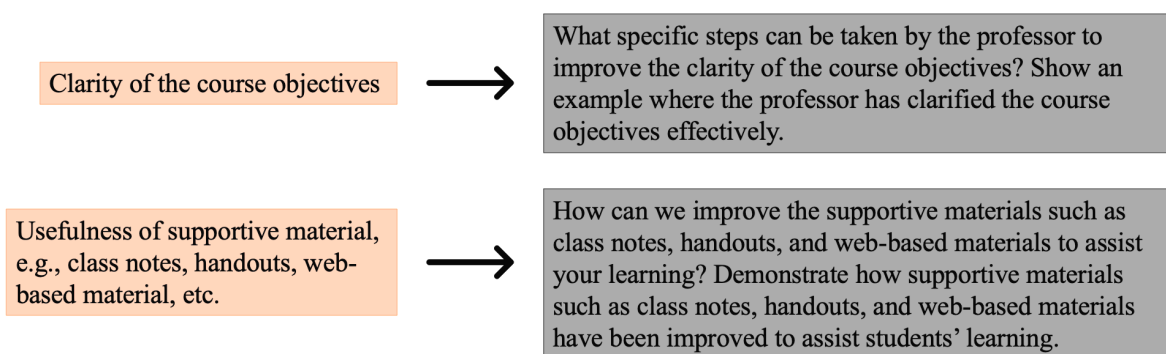 Clarity of the course objectives
What specific steps can be taken by the professor to
improve the clarity of the course objectives? Show an
example where the professor has clarified the course
objectives effectively.
Usefulness of supportive material,
e.g., class notes, handouts, web-
based material, etc.
How can we improve the supportive materials such as
class notes, handouts, and web-based materials to assist
your learning? Demonstrate how supportive materials
such as class notes, handouts, and web-based materials
have been improved to assist students’ learning.